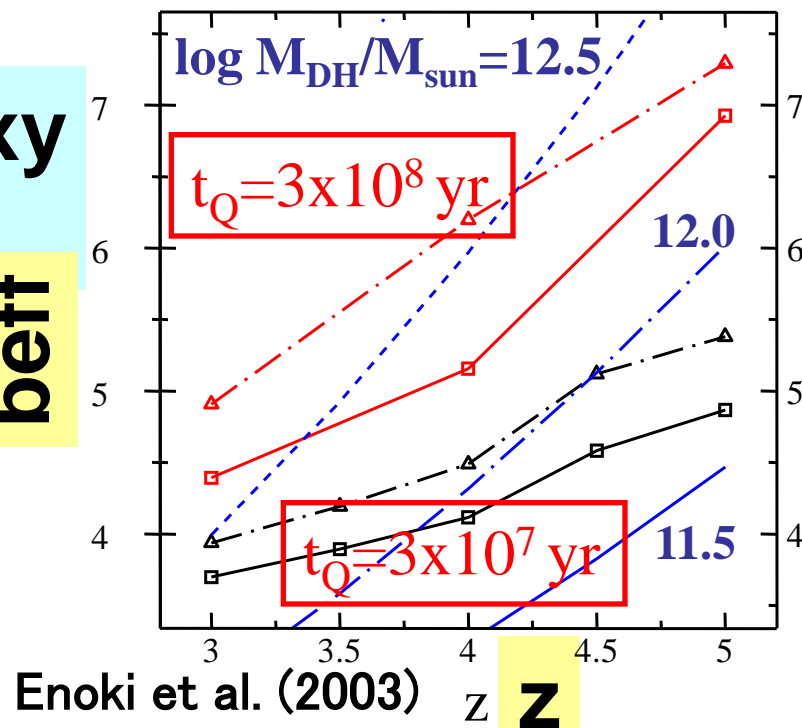 log M_DH/M_sun=12.5
7
7
xy
t_Q=3x10^8 yr
12.0
6
6
beff
5
5
4
4
11.5
t_Q=3x10^7 yr
3
3.5
4
4.5
5
Enoki et al. (2003)
z
z